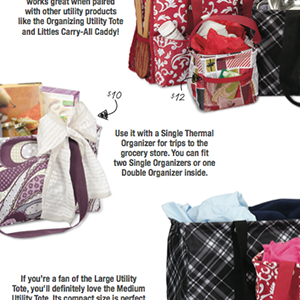 works great when paired
with other utility products
like the Organizing Utility Tote
and Littles Carry-All Caddy!
$10
$12
Use it with a Single Thermal
Organizer for trips to the
grocery store. You can fit
two Single Organizers or one
Double Organizer inside.
If you're a fan of the Large Utility
Tote, you'll definitely love the Medium
Utility Tote. Its compact size is perfect